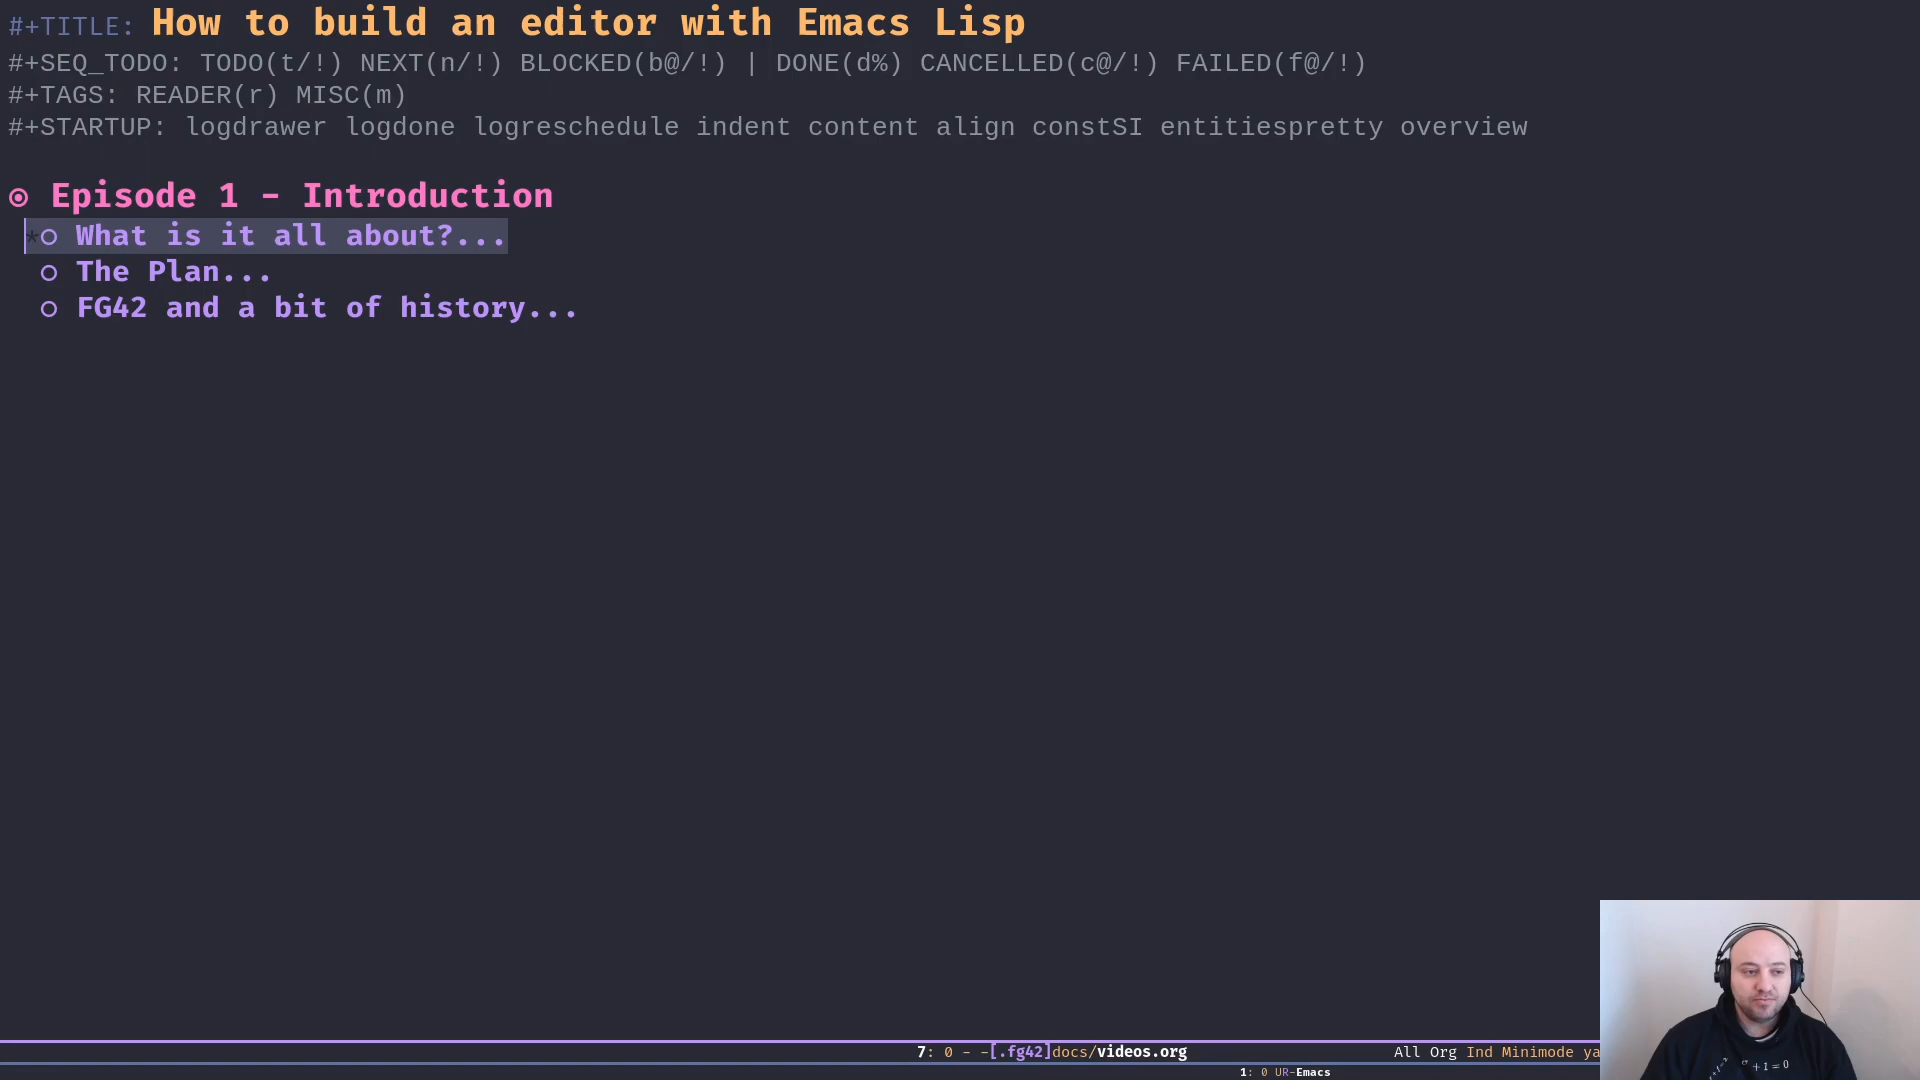 #+TITLE: How to build an editor with Emacs Lisp
#+SEQ_TODO: TODO(t/!) NEXT(n/!) BLOCKED(b@/!) | DONE(d%) CANCELLED(c@/!) FAILED(f@/!)
#+TAGS: READER(r) MISC(m)
#+STARTUP: logdrawer logdone logreschedule indent content align constSI entitiespretty overview
Episode 1 - Introduction
*○ What is it all about?...
○ The Plan...
○ FG42 and a bit of history...
7: 0 - -[.fg42]docs/videos.org All Org Ind Minimode ya
1: 0 UR-Emacs
+1=0